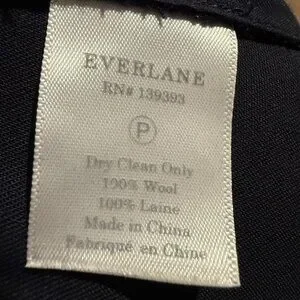 EVERLANE
RN# 139393
P
Dry Clean Only
100% Wool
100% Laine
Made in China
Fabriqué en Chine